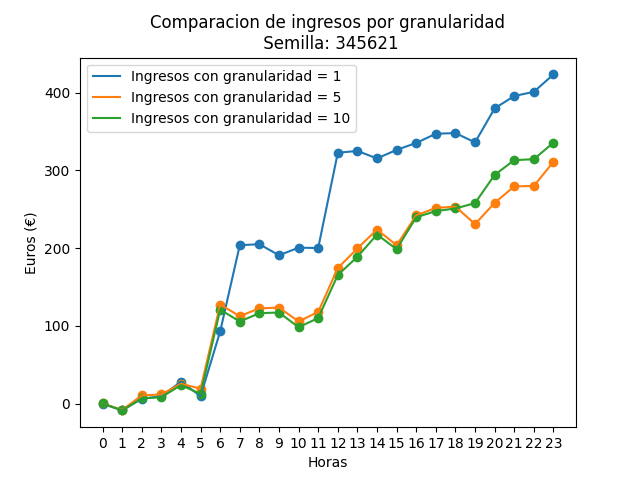 Comparacion de ingresos por granularidad
Semilla: 345621
Ingresos con granularidad = 1
Ingresos con granularidad = 5
Ingresos con granularidad = 10
Euros (€)
400
300
200
100
0
0 1 2 3 4 5 6 7 8 9 10 11 12 13 14 15 16 17 18 19 20 21 22 23
Horas